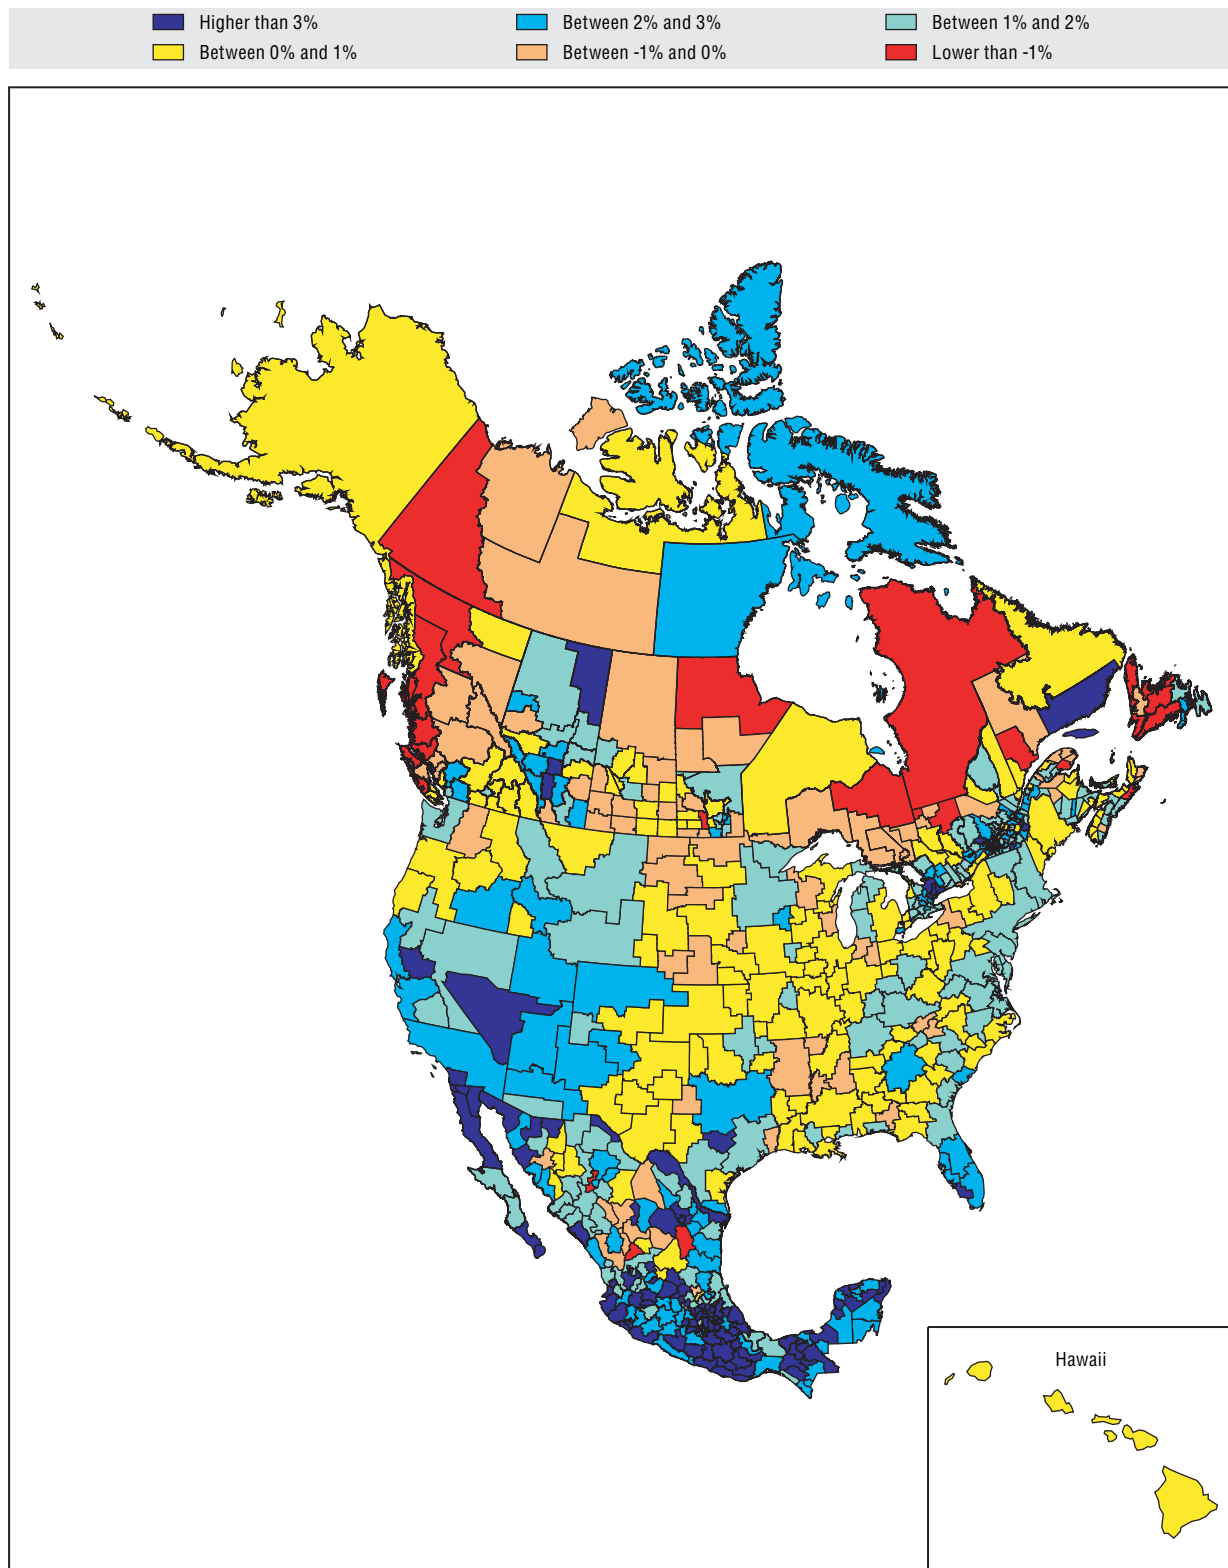 Higher than 3% Between 2% and 3% Between 1% and 2%
Between 0% and 1% Between -1% and 0% Lower than -1%
Hawaii